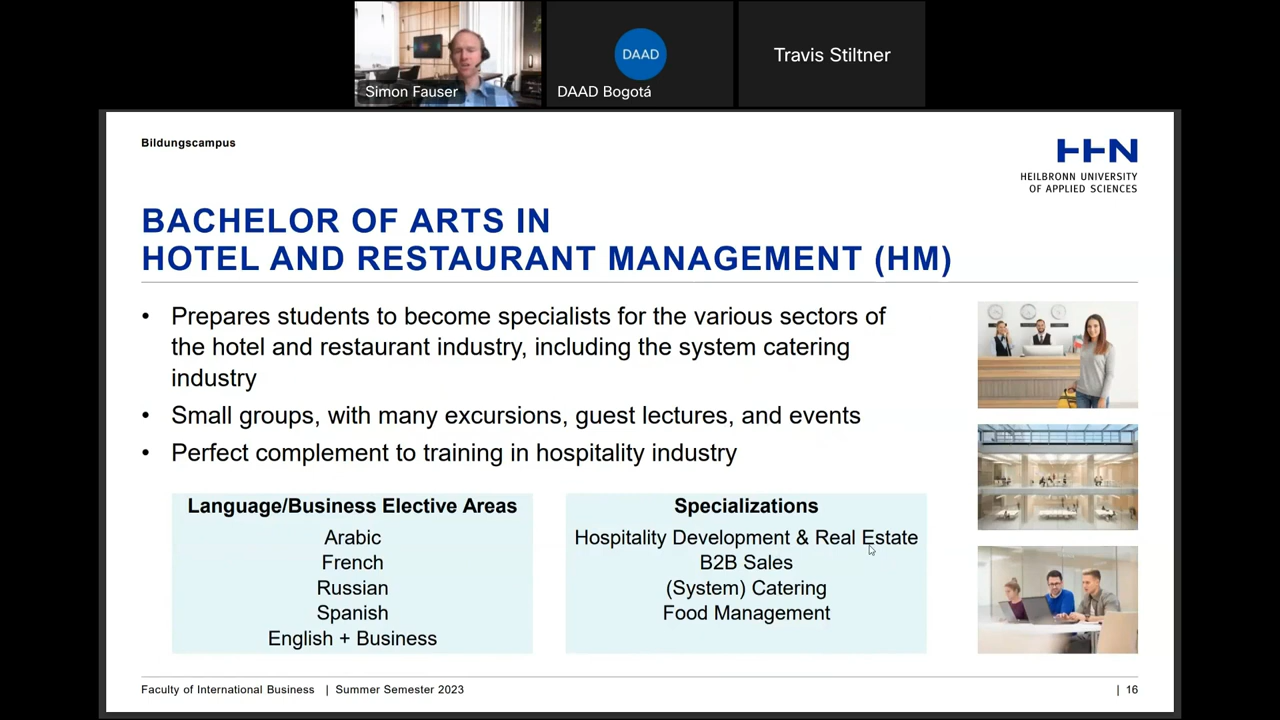 Simon Fauser
DAAD
DAAD Bogotá
Travis Stiltner
Bildungscampus
HHN
HEILBRONN UNIVERSITY
OF APPLIED SCIENCES
BACHELOR OF ARTS IN
HOTEL AND RESTAURANT MANAGEMENT (HM)
• Prepares students to become specialists for the various sectors of
the hotel and restaurant industry, including the system catering
industry
• Small groups, with many excursions, guest lectures, and events
• Perfect complement to training in hospitality industry
Language/Business Elective Areas
Arabic
French
Russian
Spanish
English + Business
Specializations
Hospitality Development & Real Estate
B2B Sales
(System) Catering
Food Management
Faculty of International Business | Summer Semester 2023
| 16